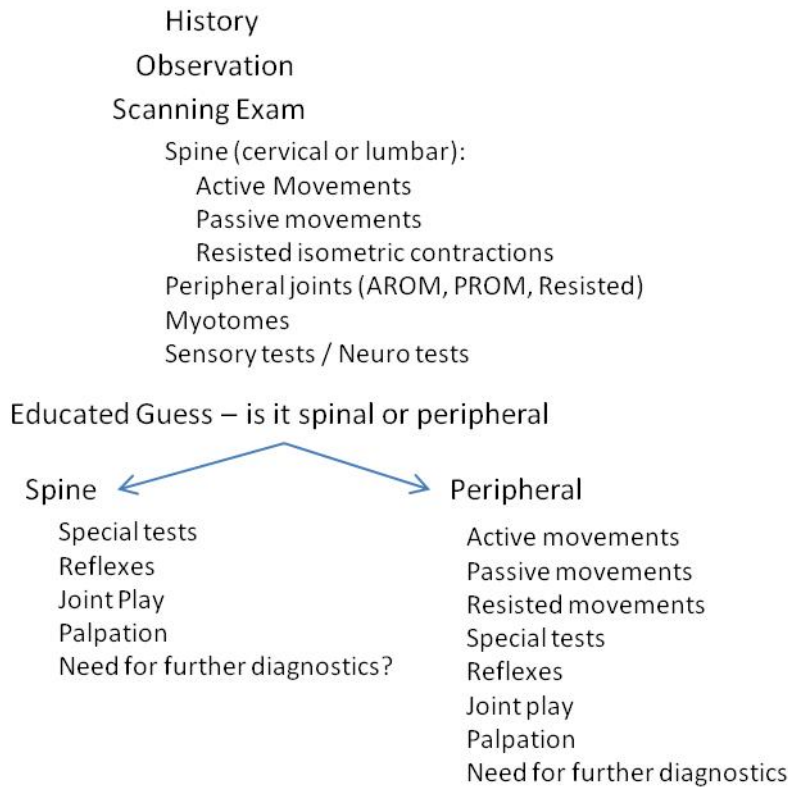 History
Observation
Scanning Exam
Spine (cervical or lumbar):
Active Movements
Passive movements
Resisted isometric contractions
Peripheral joints (AROM, PROM, Resisted)
Myotomes
Sensory tests / Neuro tests
Educated Guess – is it spinal or peripheral
Spine
Special tests
Reflexes
Joint Play
Palpation
Need for further diagnostics?
Peripheral
Active movements
Passive movements
Resisted movements
Special tests
Reflexes
Joint play
Palpation
Need for further diagnostics